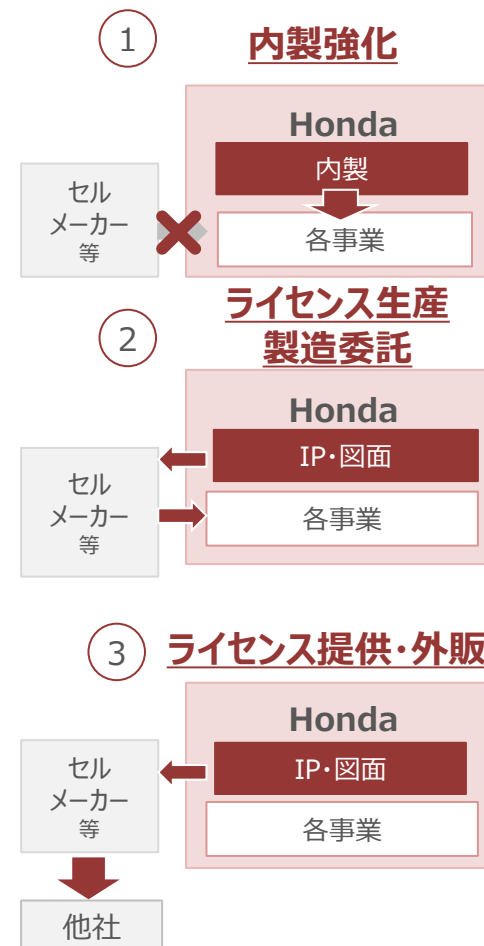 1
内製強化
Honda
内製
セル
メーカー
等
各事業
ライセンス生産
製造委託
2
Honda
IP・図面
セル
メーカー
等
各事業
3
ライセンス提供・外販
Honda
IP・図面
セル
メーカー
等
各事業
他社